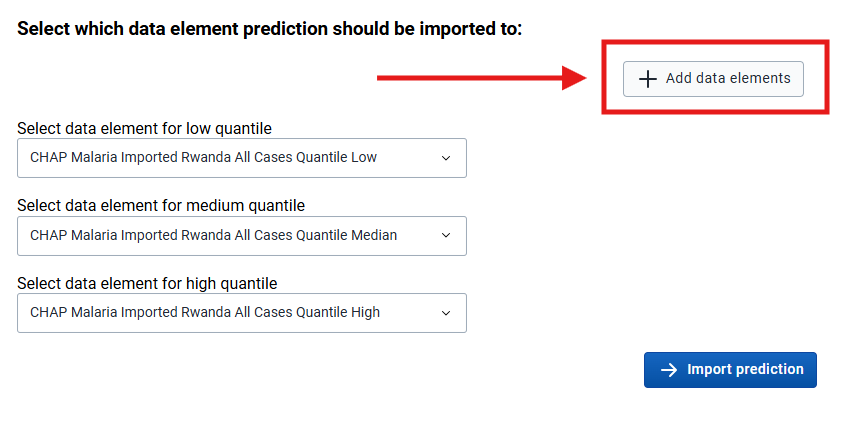 Select which data element prediction should be imported to:
Add data elements
Select data element for low quantile
CHAP Malaria Imported Rwanda All Cases Quantile Low
Select data element for medium quantile
CHAP Malaria Imported Rwanda All Cases Quantile Median
Select data element for high quantile
CHAP Malaria Imported Rwanda All Cases Quantile High
Import prediction